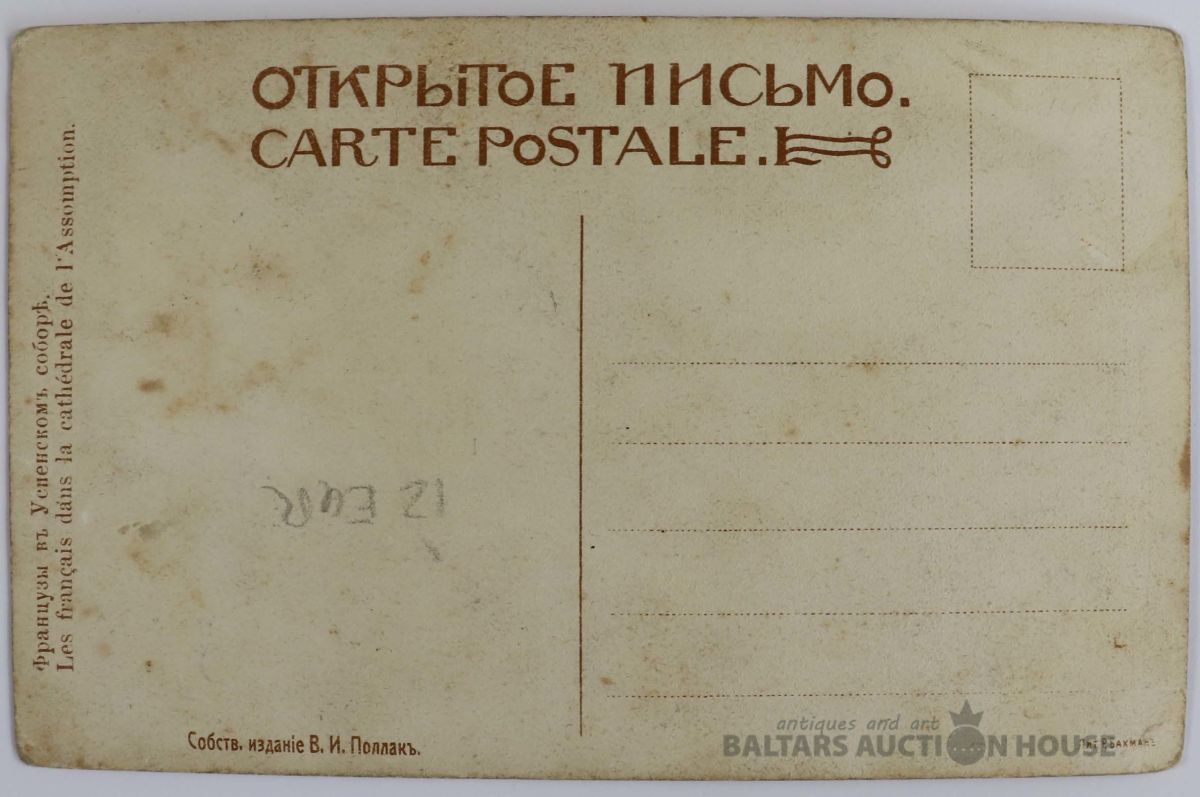 ОТКРЫТОЕ ПИСЬМО.
CARTE POSTALE.
Французы въ Успенскомъ соборѣ.
Les français dans la cathédrale de l'Assomption.
12 EUR
Собств. изданіе В. И. Поллакъ.
antiques and art
BALTARS AUCTION HOUSE